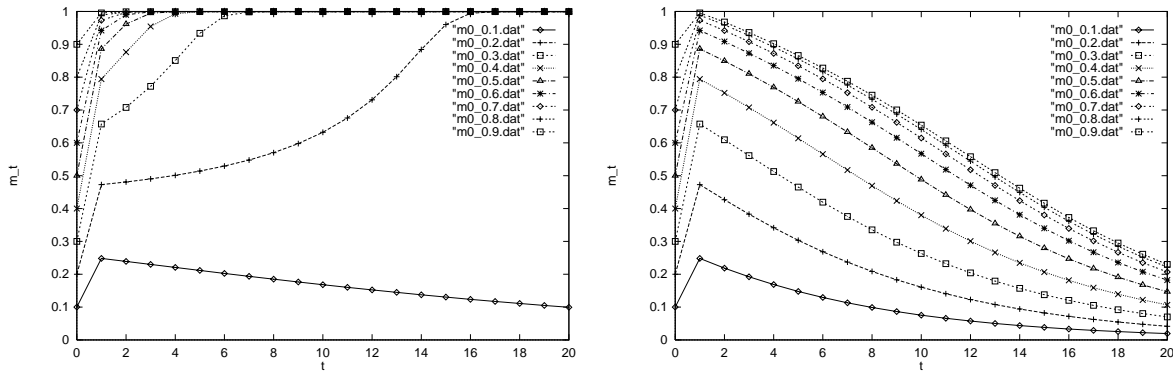 1
0.9
0.8
0.7
0.6
0.5
0.4
0.3
0.2
0.1
0
m_t
0 2 4 6 8 10 12 14 16 18 20
t
"m0_0.1.dat"
"m0_0.2.dat"
"m0_0.3.dat"
"m0_0.4.dat"
"m0_0.5.dat"
"m0_0.6.dat"
"m0_0.7.dat"
"m0_0.8.dat"
"m0_0.9.dat"
1
0.9
0.8
0.7
0.6
0.5
0.4
0.3
0.2
0.1
0
m_t
0 2 4 6 8 10 12 14 16 18 20
t
"m0_0.1.dat"
"m0_0.2.dat"
"m0_0.3.dat"
"m0_0.4.dat"
"m0_0.5.dat"
"m0_0.6.dat"
"m0_0.7.dat"
"m0_0.8.dat"
"m0_0.9.dat"